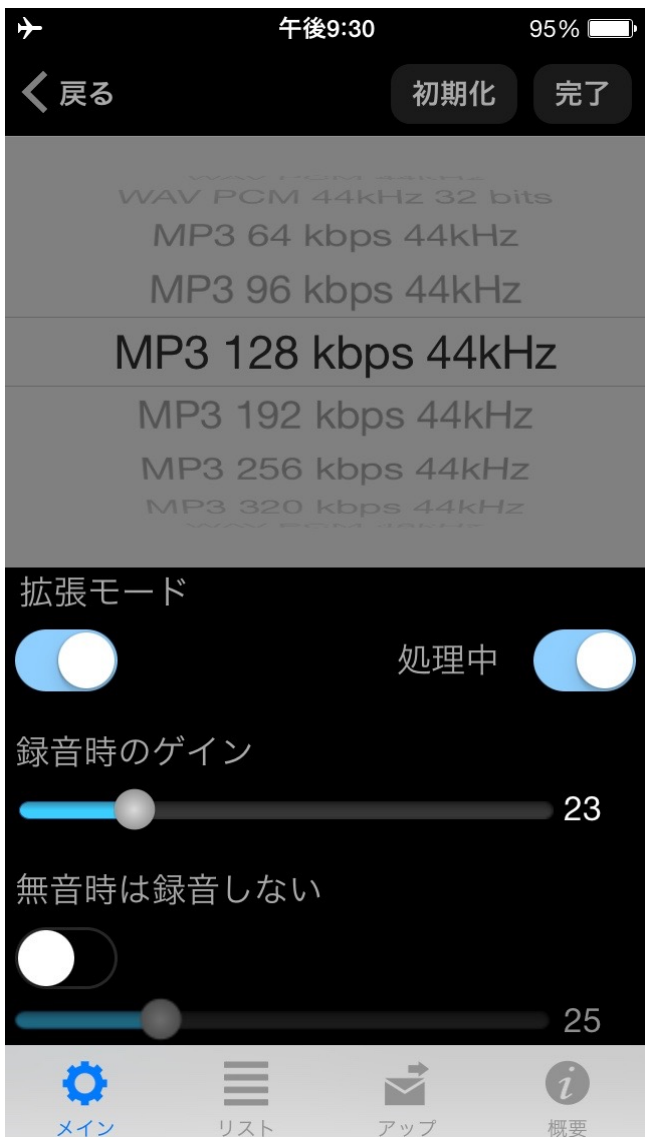 午後9:30 95%
戻る 初期化 完了
WAV PCM 44kHz 32 bits
MP3 64 kbps 44kHz
MP3 96 kbps 44kHz
MP3 128 kbps 44kHz
MP3 192 kbps 44kHz
MP3 256 kbps 44kHz
MP3 320 kbps 44kHz
拡張モード
処理中
録音時のゲイン
23
無音時は録音しない
25
メイン リスト アップ 概要